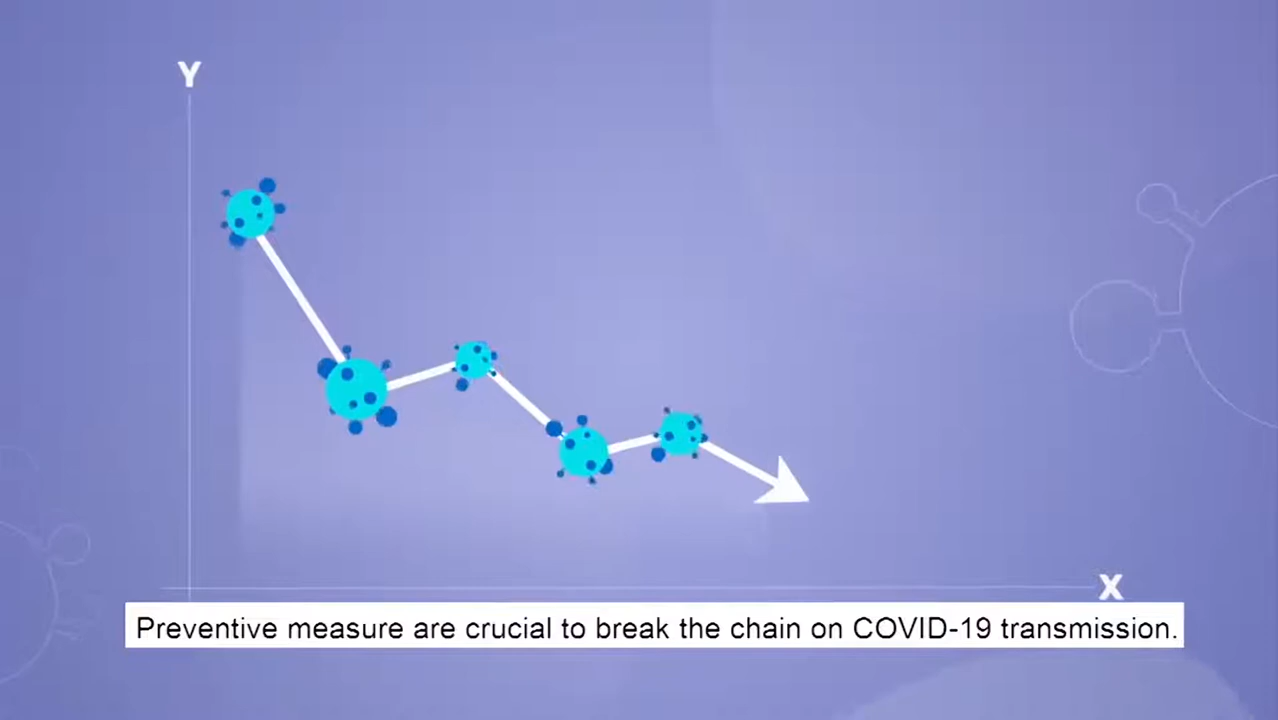 Y
X
Preventive measure are crucial to break the chain on COVID-19 transmission.